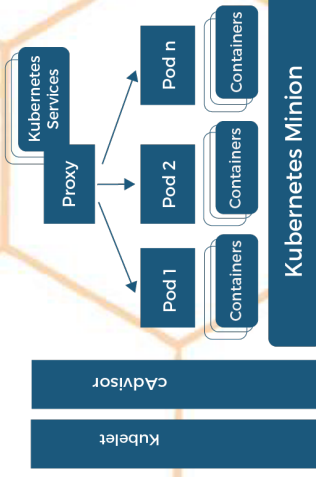 Kubernetes
Services
Proxy
Pod 1
Pod 2
Pod n
Containers
Containers
Containers
Kubernetes Minion
cAdvisor
Kubelet